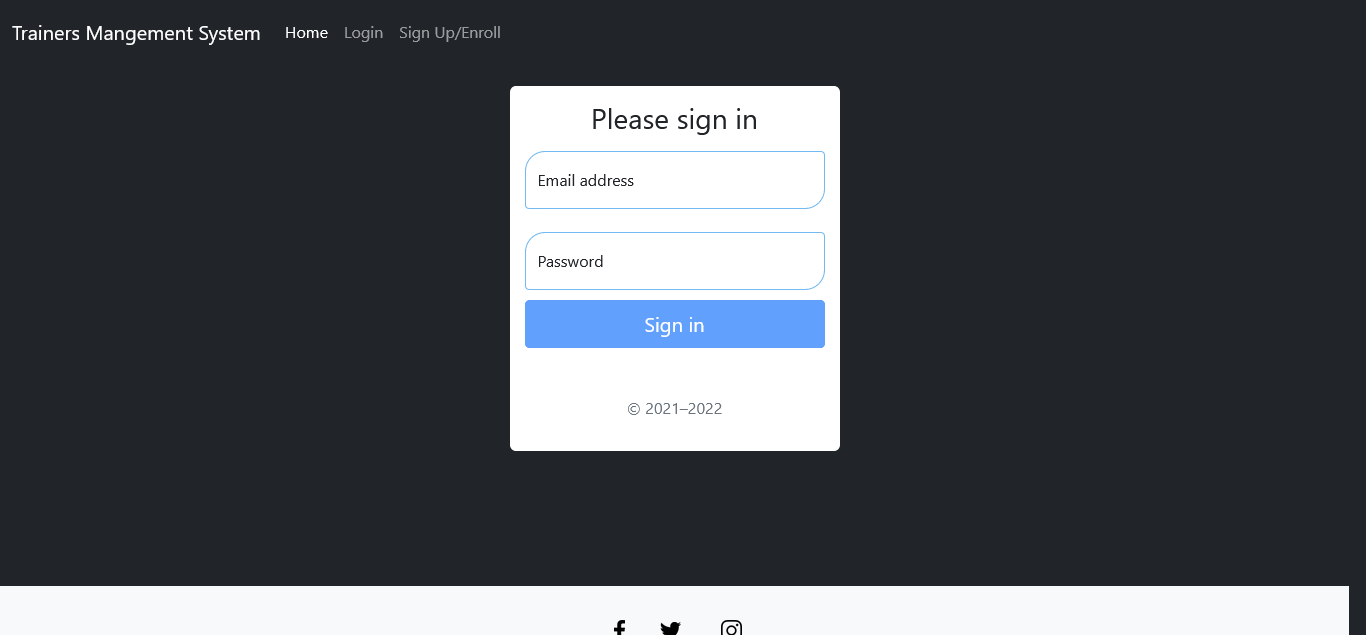 Trainers Mangement System Home Login Sign Up/Enroll
Please sign in
Email address
Password
Sign in
© 2021–2022